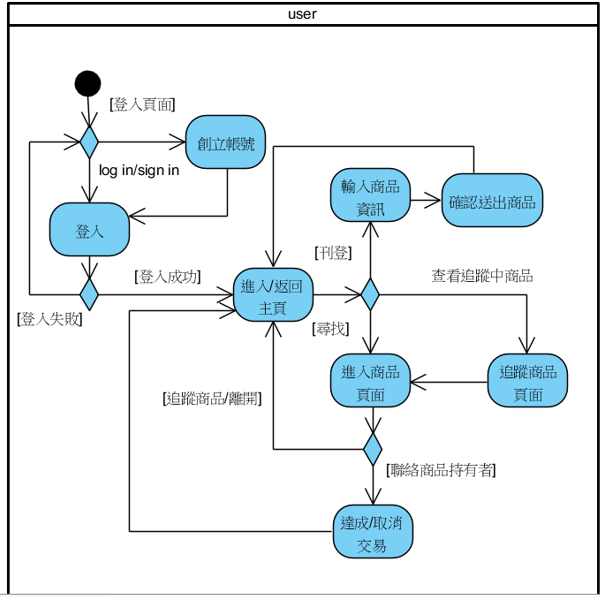 user
[登入頁面]
創立帳號
log in/sign in
登入
輸入商品
資訊
確認送出商品
[刊登]
查看追蹤中商品
[登入成功]
進入/返回
主頁
[登入失敗]
[尋找]
進入商品
頁面
追蹤商品
頁面
[追蹤商品/離開]
[聯絡商品持有者]
達成/取消
交易